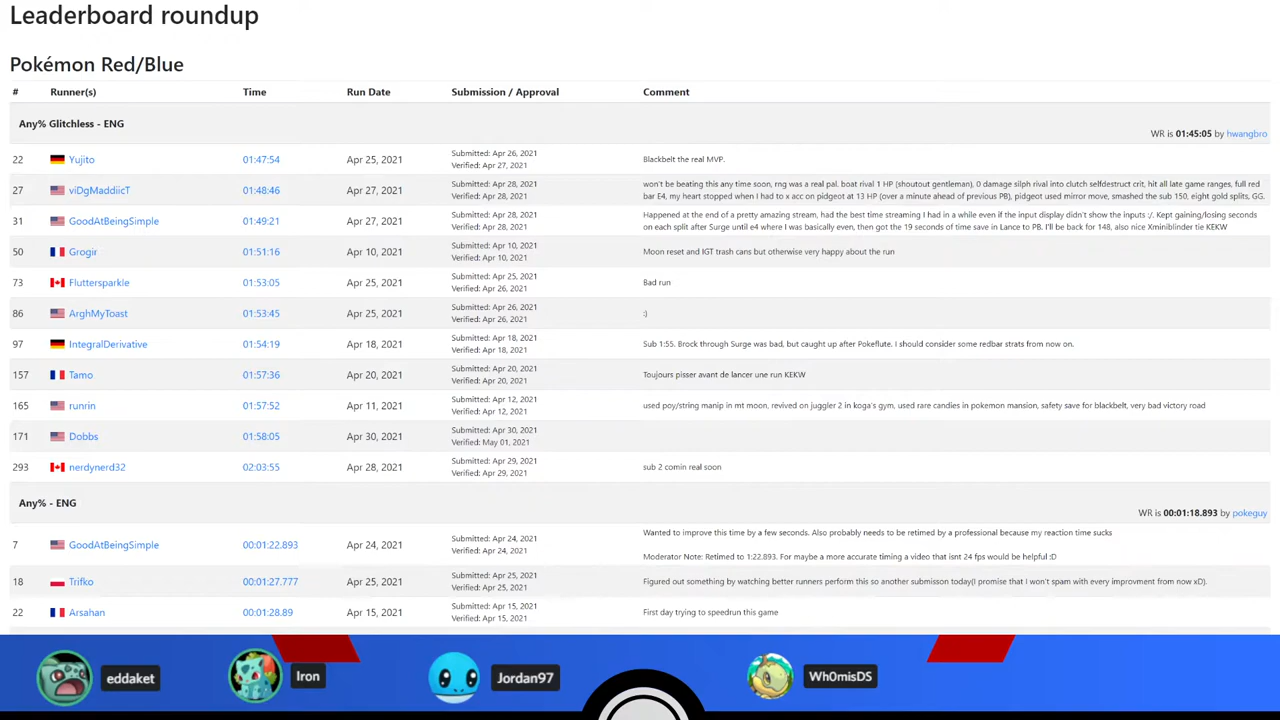 Leaderboard roundup
Pokémon Red/Blue
# Runner(s) Time Run Date Submission / Approval Comment
Any% Glitchless - ENG
WR is 01:45:05 by hwangbro
22 Yujito 01:47:54 Apr 25, 2021 Submitted: Apr 26, 2021 Verified: Apr 27, 2021 Blackbelt the real MVP.
27 viDgMaddiicT 01:48:46 Apr 27, 2021 Submitted: Apr 28, 2021 Verified: Apr 28, 2021 won't be beating this any time soon, rng was a real pal. boat rival 1 HP (shoutout gentleman), 0 damage silph rival into clutch selfdestruct crit, hit all late game ranges, full red
bar E4, my heart stopped when I had to x acc on pidgeot at 13 HP (over a minute ahead of previous PB), pidgeot used mirror move, smashed the sub 150, eight gold splits, GG.
31 GoodAtBeingSimple 01:49:21 Apr 27, 2021 Submitted: Apr 28, 2021 Verified: Apr 28, 2021 Happened at the end of a pretty amazing stream, had the best time streaming I had in a while even if the input display didn't show the inputs :/. Kept gaining/losing seconds
on each split after Surge until e4 where I was basically even, then got the 19 seconds of time save in Lance to PB. I'll be back for 148, also nice Xminiblinder tie KEKW
50 Grogir 01:51:16 Apr 10, 2021 Submitted: Apr 10, 2021 Verified: Apr 10, 2021 Moon reset and IGT trash cans but otherwise very happy about the run
73 Fluttersparkle 01:53:05 Apr 25, 2021 Submitted: Apr 25, 2021 Verified: Apr 26, 2021 Bad run
86 ArghMyToast 01:53:45 Apr 25, 2021 Submitted: Apr 26, 2021 Verified: Apr 26, 2021 :)
97 IntegralDerivative 01:54:19 Apr 18, 2021 Submitted: Apr 18, 2021 Verified: Apr 18, 2021 Sub 1:55. Brock through Surge was bad, but caught up after Pokeflute. I should consider some redbar strats from now on.
157 Tamo 01:57:36 Apr 20, 2021 Submitted: Apr 20, 2021 Verified: Apr 20, 2021 Toujours pisser avant de lancer une run KEKW
165 runrin 01:57:52 Apr 11, 2021 Submitted: Apr 12, 2021 Verified: Apr 12, 2021 used poy/string manip in mt moon, revived on juggler 2 in koga's gym, used rare candies in pokemon mansion, safety save for blackbelt, very bad victory road
171 Dobbs 01:58:05 Apr 30, 2021 Submitted: Apr 30, 2021 Verified: May 01, 2021
293 nerdynerd32 02:03:55 Apr 28, 2021 Submitted: Apr 29, 2021 Verified: Apr 29, 2021 sub 2 comin real soon
Any% - ENG
WR is 00:01:18.893 by pokeguy
7 GoodAtBeingSimple 00:01:22.893 Apr 24, 2021 Submitted: Apr 24, 2021 Verified: Apr 24, 2021 Wanted to improve this time by a few seconds. Also probably needs to be retimed by a professional because my reaction time sucks
Moderator Note: Retimed to 1:22.893. For maybe a more accurate timing a video that isnt 24 fps would be helpful :D
18 Trifko 00:01:27.777 Apr 25, 2021 Submitted: Apr 25, 2021 Verified: Apr 25, 2021 Figured out something by watching better runners perform this so another submisson today(I promise that I won't spam with every improvment from now xD).
22 Arsahan 00:01:28.89 Apr 15, 2021 Submitted: Apr 15, 2021 Verified: Apr 15, 2021 First day trying to speedrun this game
eddaket Iron Jordan97 Wh0misDS